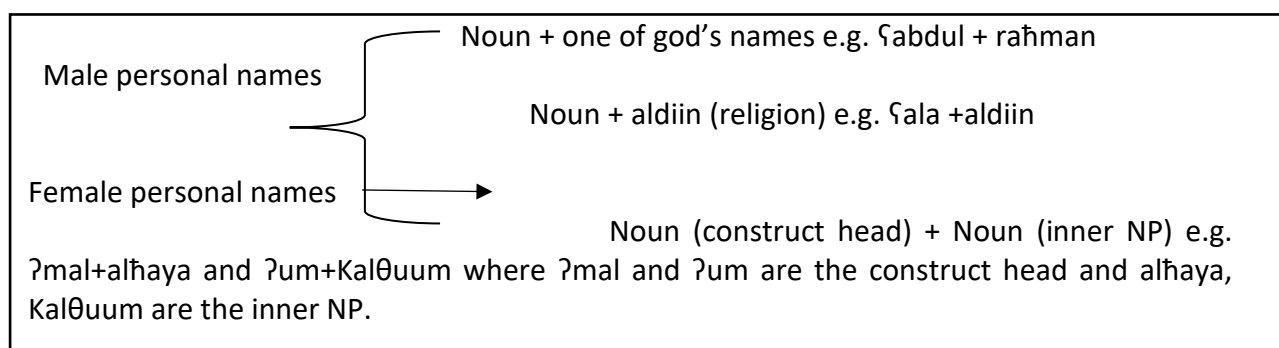 Noun + one of god’s names e.g. ʕabdul + raħman
Male personal names
Noun + aldiin (religion) e.g. ʕala +aldiin
Female personal names
Noun (construct head) + Noun (inner NP) e.g.
ʔmal+alħaya and ʔum+Kalθuum where ʔmal and ʔum are the construct head and alħaya,
Kalθuum are the inner NP.